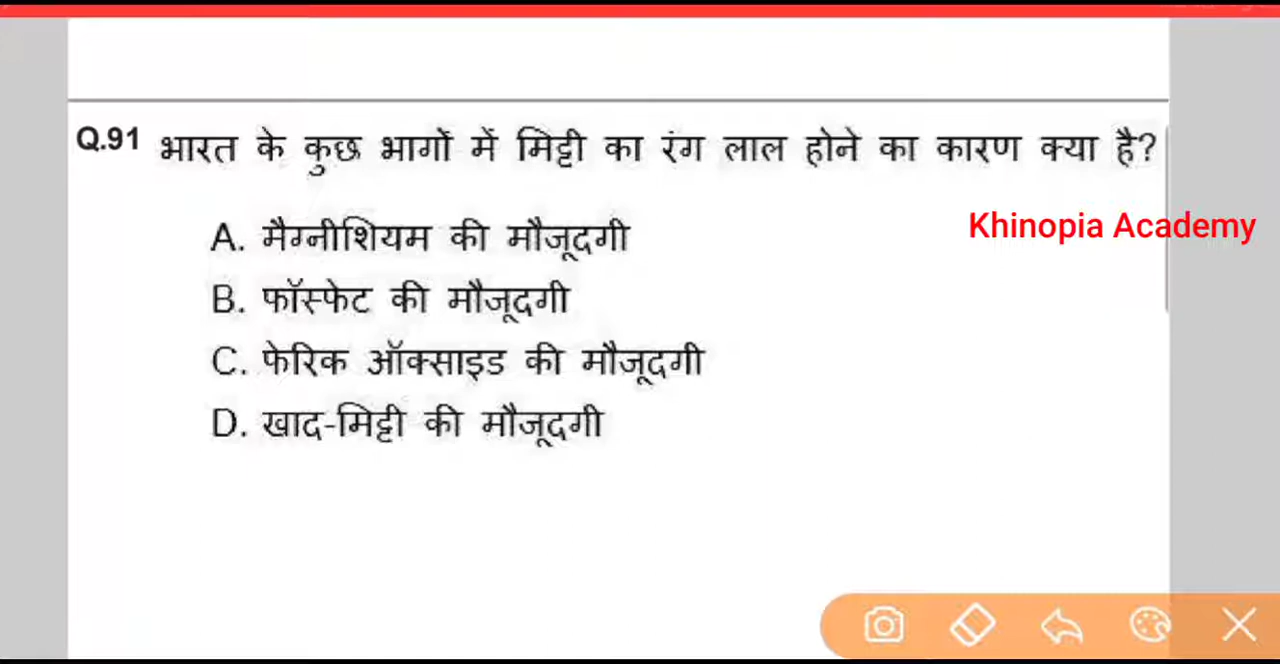 Q.91 भारत के कुछ भागों में मिट्टी का रंग लाल होने का कारण क्या है?
Khinopia Academy
A. मैग्नीशियम की मौजूदगी
B. फॉस्फेट की मौजूदगी
C. फेरिक ऑक्साइड की मौजूदगी
D. खाद-मिट्टी की मौजूदगी